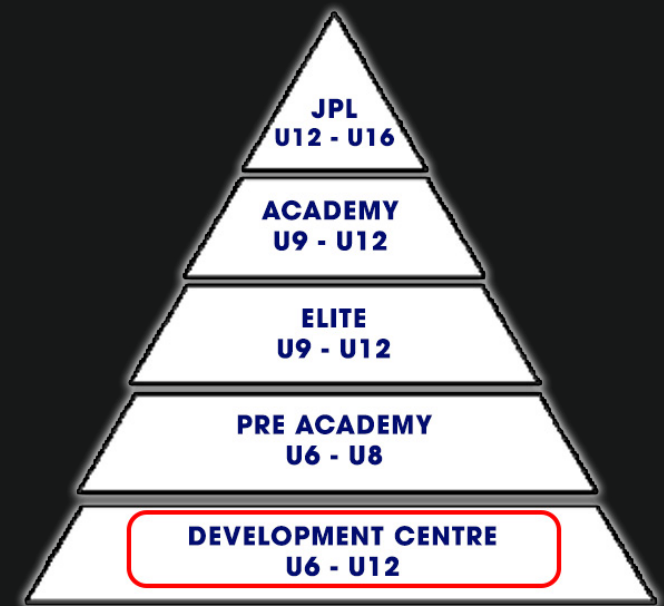 JPL
U12 - U16
ACADEMY
U9 - U12
ELITE
U9 - U12
PRE ACADEMY
U6 - U8
DEVELOPMENT CENTRE
U6 - U12